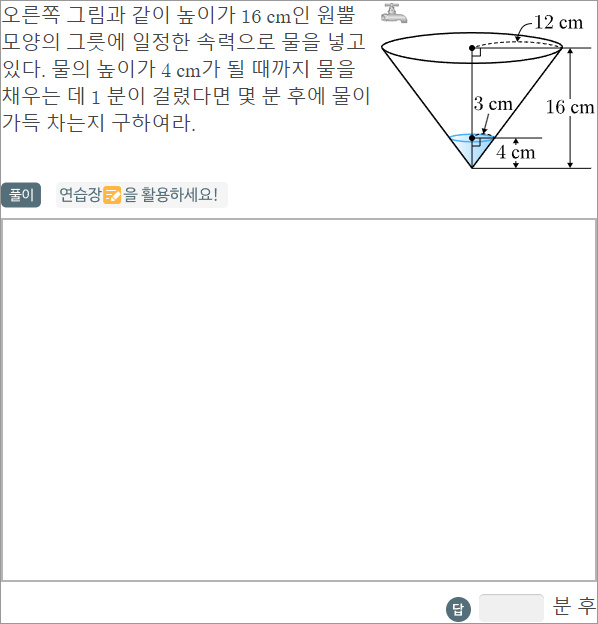 오른쪽 그림과 같이 높이가 16 cm인 원뿔
모양의 그릇에 일정한 속력으로 물을 넣고
있다. 물의 높이가 4 cm가 될 때까지 물을
채우는 데 1 분이 걸렸다면 몇 분 후에 물이
가득 차는지 구하여라.
12 cm
3 cm
16 cm
4 cm
풀이 연습장을 활용하세요!
답 분 후